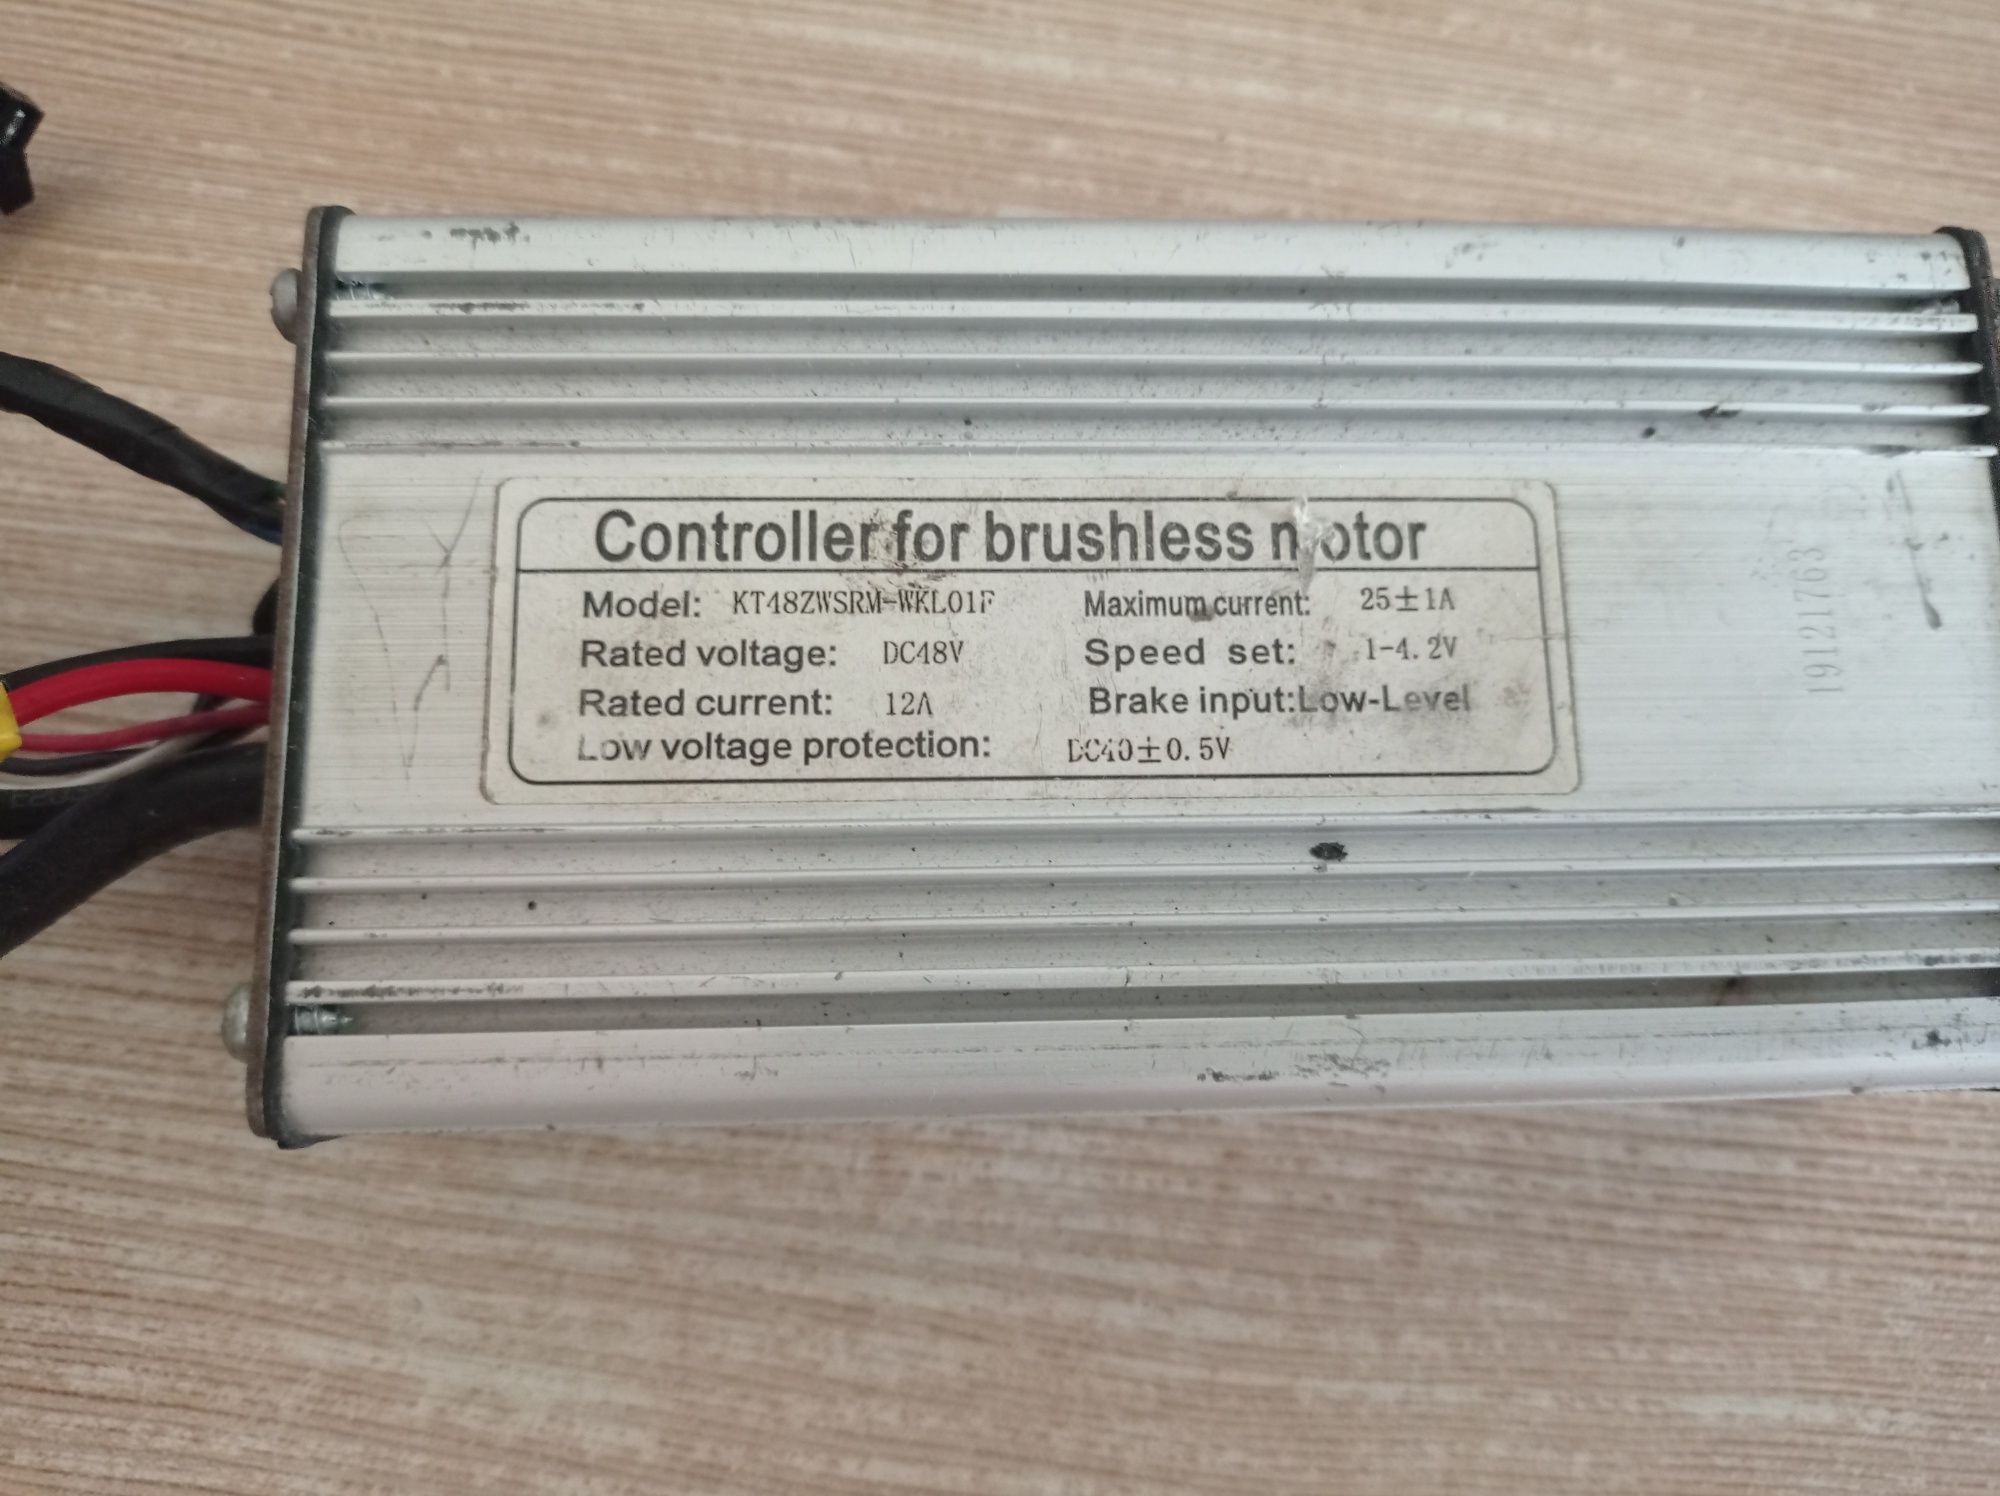 Controller for brushless motor
Model: KT48ZWSRM-WKL01F Maximum current: 25±1A
Rated voltage: DC48V Speed set: 1-4.2V
Rated current: 12A Brake input:Low-Level
Low voltage protection: DC40±0.5V
19121763